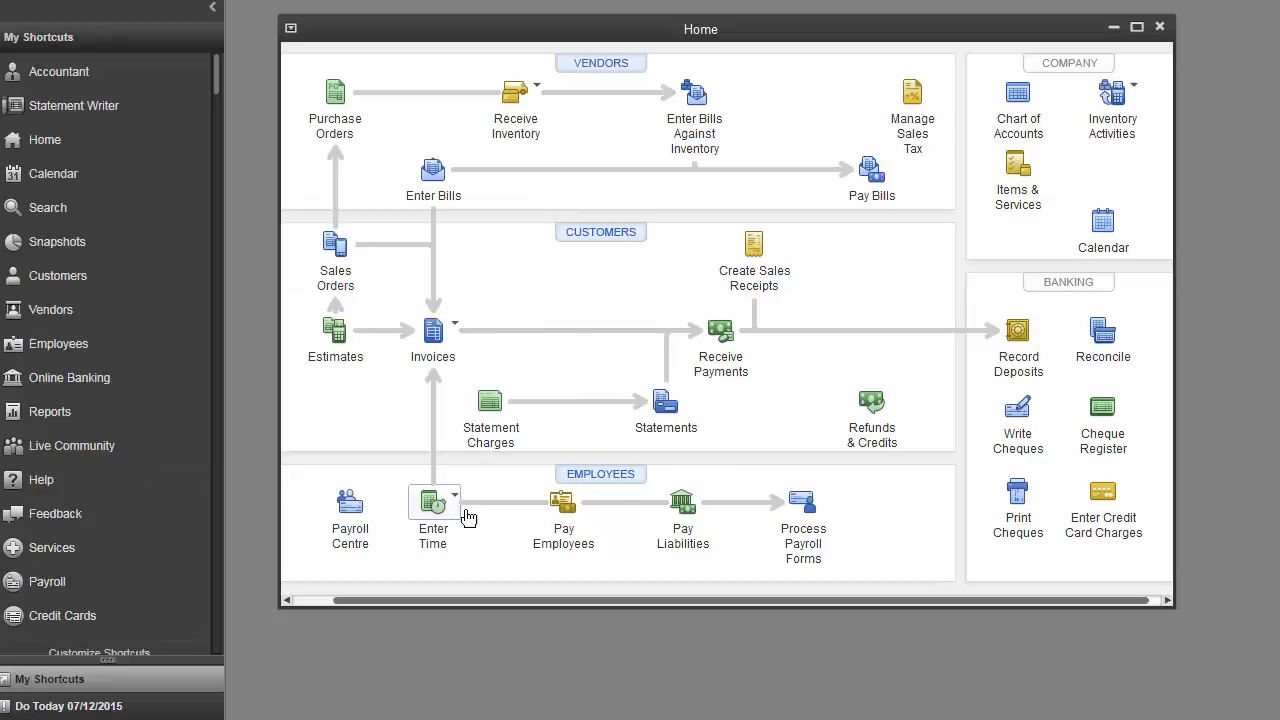 My Shortcuts
Accountant
Statement Writer
Home
Calendar
Search
Snapshots
Customers
Vendors
Employees
Online Banking
Reports
Live Community
Help
Feedback
Services
Payroll
Credit Cards
Customize Shortcuts
My Shortcuts
Do Today 07/12/2015
Home
VENDORS
Purchase
Orders
Receive
Inventory
Enter Bills
Against
Inventory
Manage
Sales
Tax
Enter Bills
Pay Bills
CUSTOMERS
Sales
Orders
Create Sales
Receipts
Estimates
Invoices
Receive
Payments
Statement
Charges
Statements
Refunds
& Credits
EMPLOYEES
Payroll
Centre
Enter
Time
Pay
Employees
Pay
Liabilities
Process
Payroll
Forms
COMPANY
Chart of
Accounts
Inventory
Activities
Items &
Services
Calendar
BANKING
Record
Deposits
Reconcile
Write
Cheques
Cheque
Register
Print
Cheques
Enter Credit
Card Charges